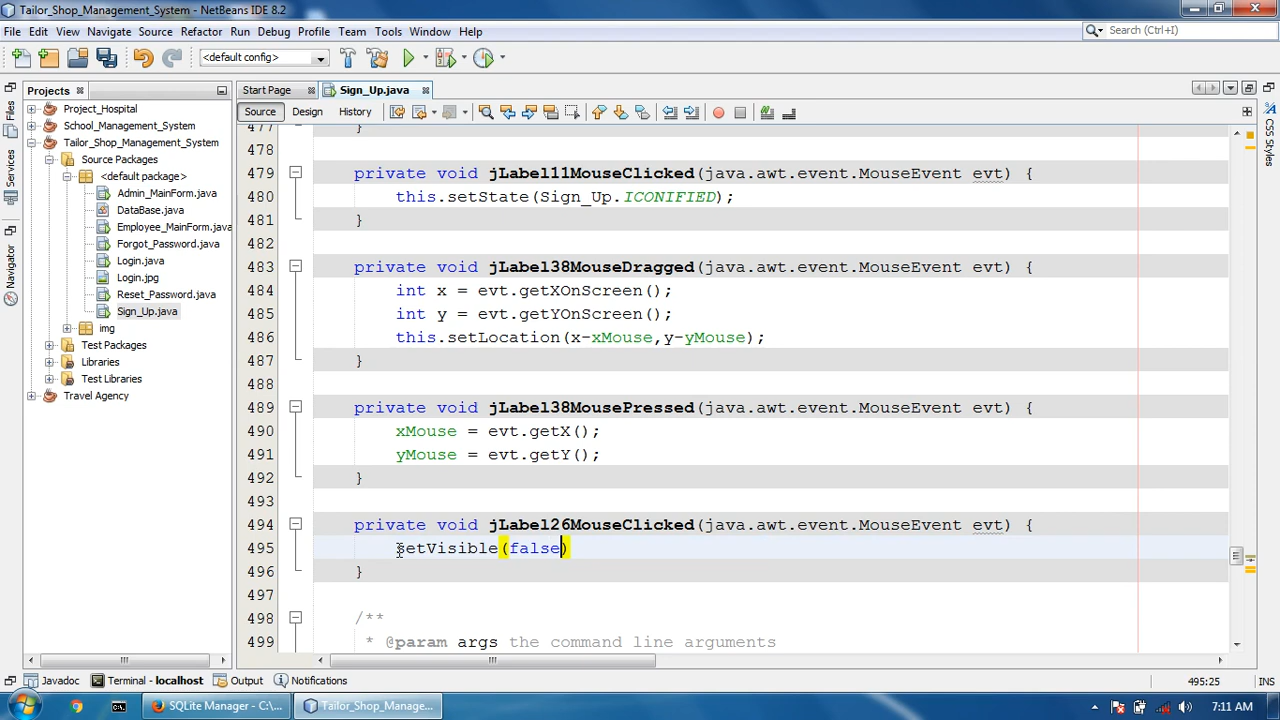 Tailor_Shop_Management_System - NetBeans IDE 8.2
File Edit View Navigate Source Refactor Run Debug Profile Team Tools Window Help
Search (Ctrl+I)
<default config>
Projects
Start Page
Sign_Up.java
Source Design History
Files
Services
Navigator
CSS Styles
Project_Hospital
School_Management_System
Tailor_Shop_Management_System
Source Packages
<default package>
Admin_MainForm.java
DataBase.java
Employee_MainForm.java
Forgot_Password.java
Login.java
Login.jpg
Reset_Password.java
Sign_Up.java
img
Test Packages
Libraries
Test Libraries
Travel Agency
477 }
478
479 private void jLabel11MouseClicked(java.awt.event.MouseEvent evt) {
480 this.setState(Sign_Up.ICONIFIED);
481 }
482
483 private void jLabel38MouseDragged(java.awt.event.MouseEvent evt) {
484 int x = evt.getXOnScreen();
485 int y = evt.getYOnScreen();
486 this.setLocation(x-xMouse,y-yMouse);
487 }
488
489 private void jLabel38MousePressed(java.awt.event.MouseEvent evt) {
490 xMouse = evt.getX();
491 yMouse = evt.getY();
492 }
493
494 private void jLabel26MouseClicked(java.awt.event.MouseEvent evt) {
495 setVisible(false)
496 }
497
498 /**
499 * @param args the command line arguments
Javadoc Terminal - localhost Output Notifications
495:25 INS
SQLite Manager - C:\...
Tailor_Shop_Manage...
7:11 AM